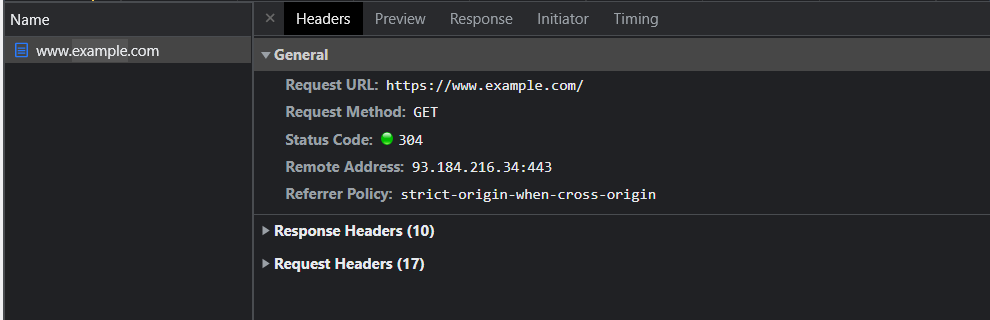 Name
www.example.com
× Headers Preview Response Initiator Timing
General
Request URL: https://www.example.com/
Request Method: GET
Status Code: 304
Remote Address: 93.184.216.34:443
Referrer Policy: strict-origin-when-cross-origin
Response Headers (10)
Request Headers (17)